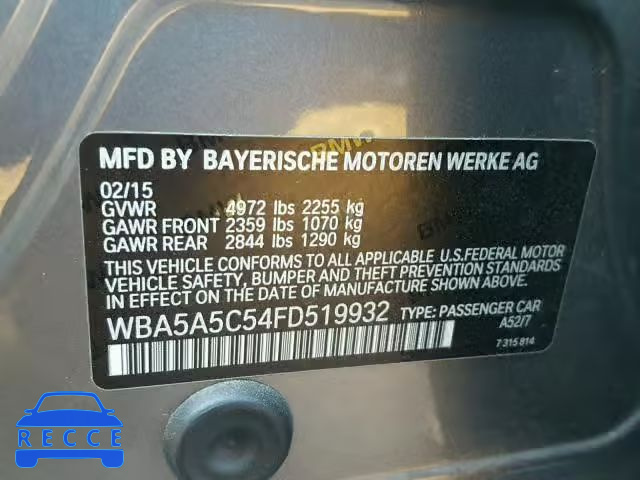 MFD BY BAYERISCHE MOTOREN WERKE AG
02/15
GVWR 4972 lbs 2255 kg
GAWR FRONT 2359 lbs 1070 kg
GAWR REAR 2844 lbs 1290 kg
THIS VEHICLE CONFORMS TO ALL APPLICABLE U.S.FEDERAL MOTOR
VEHICLE SAFETY, BUMPER AND THEFT PREVENTION STANDARDS
IN EFFECT ON THE DATE OF MANUFACTURE SHOWN ABOVE.
WBA5A5C54FD519932 TYPE: PASSENGER CAR
A52/7
7 315 814
RECCE